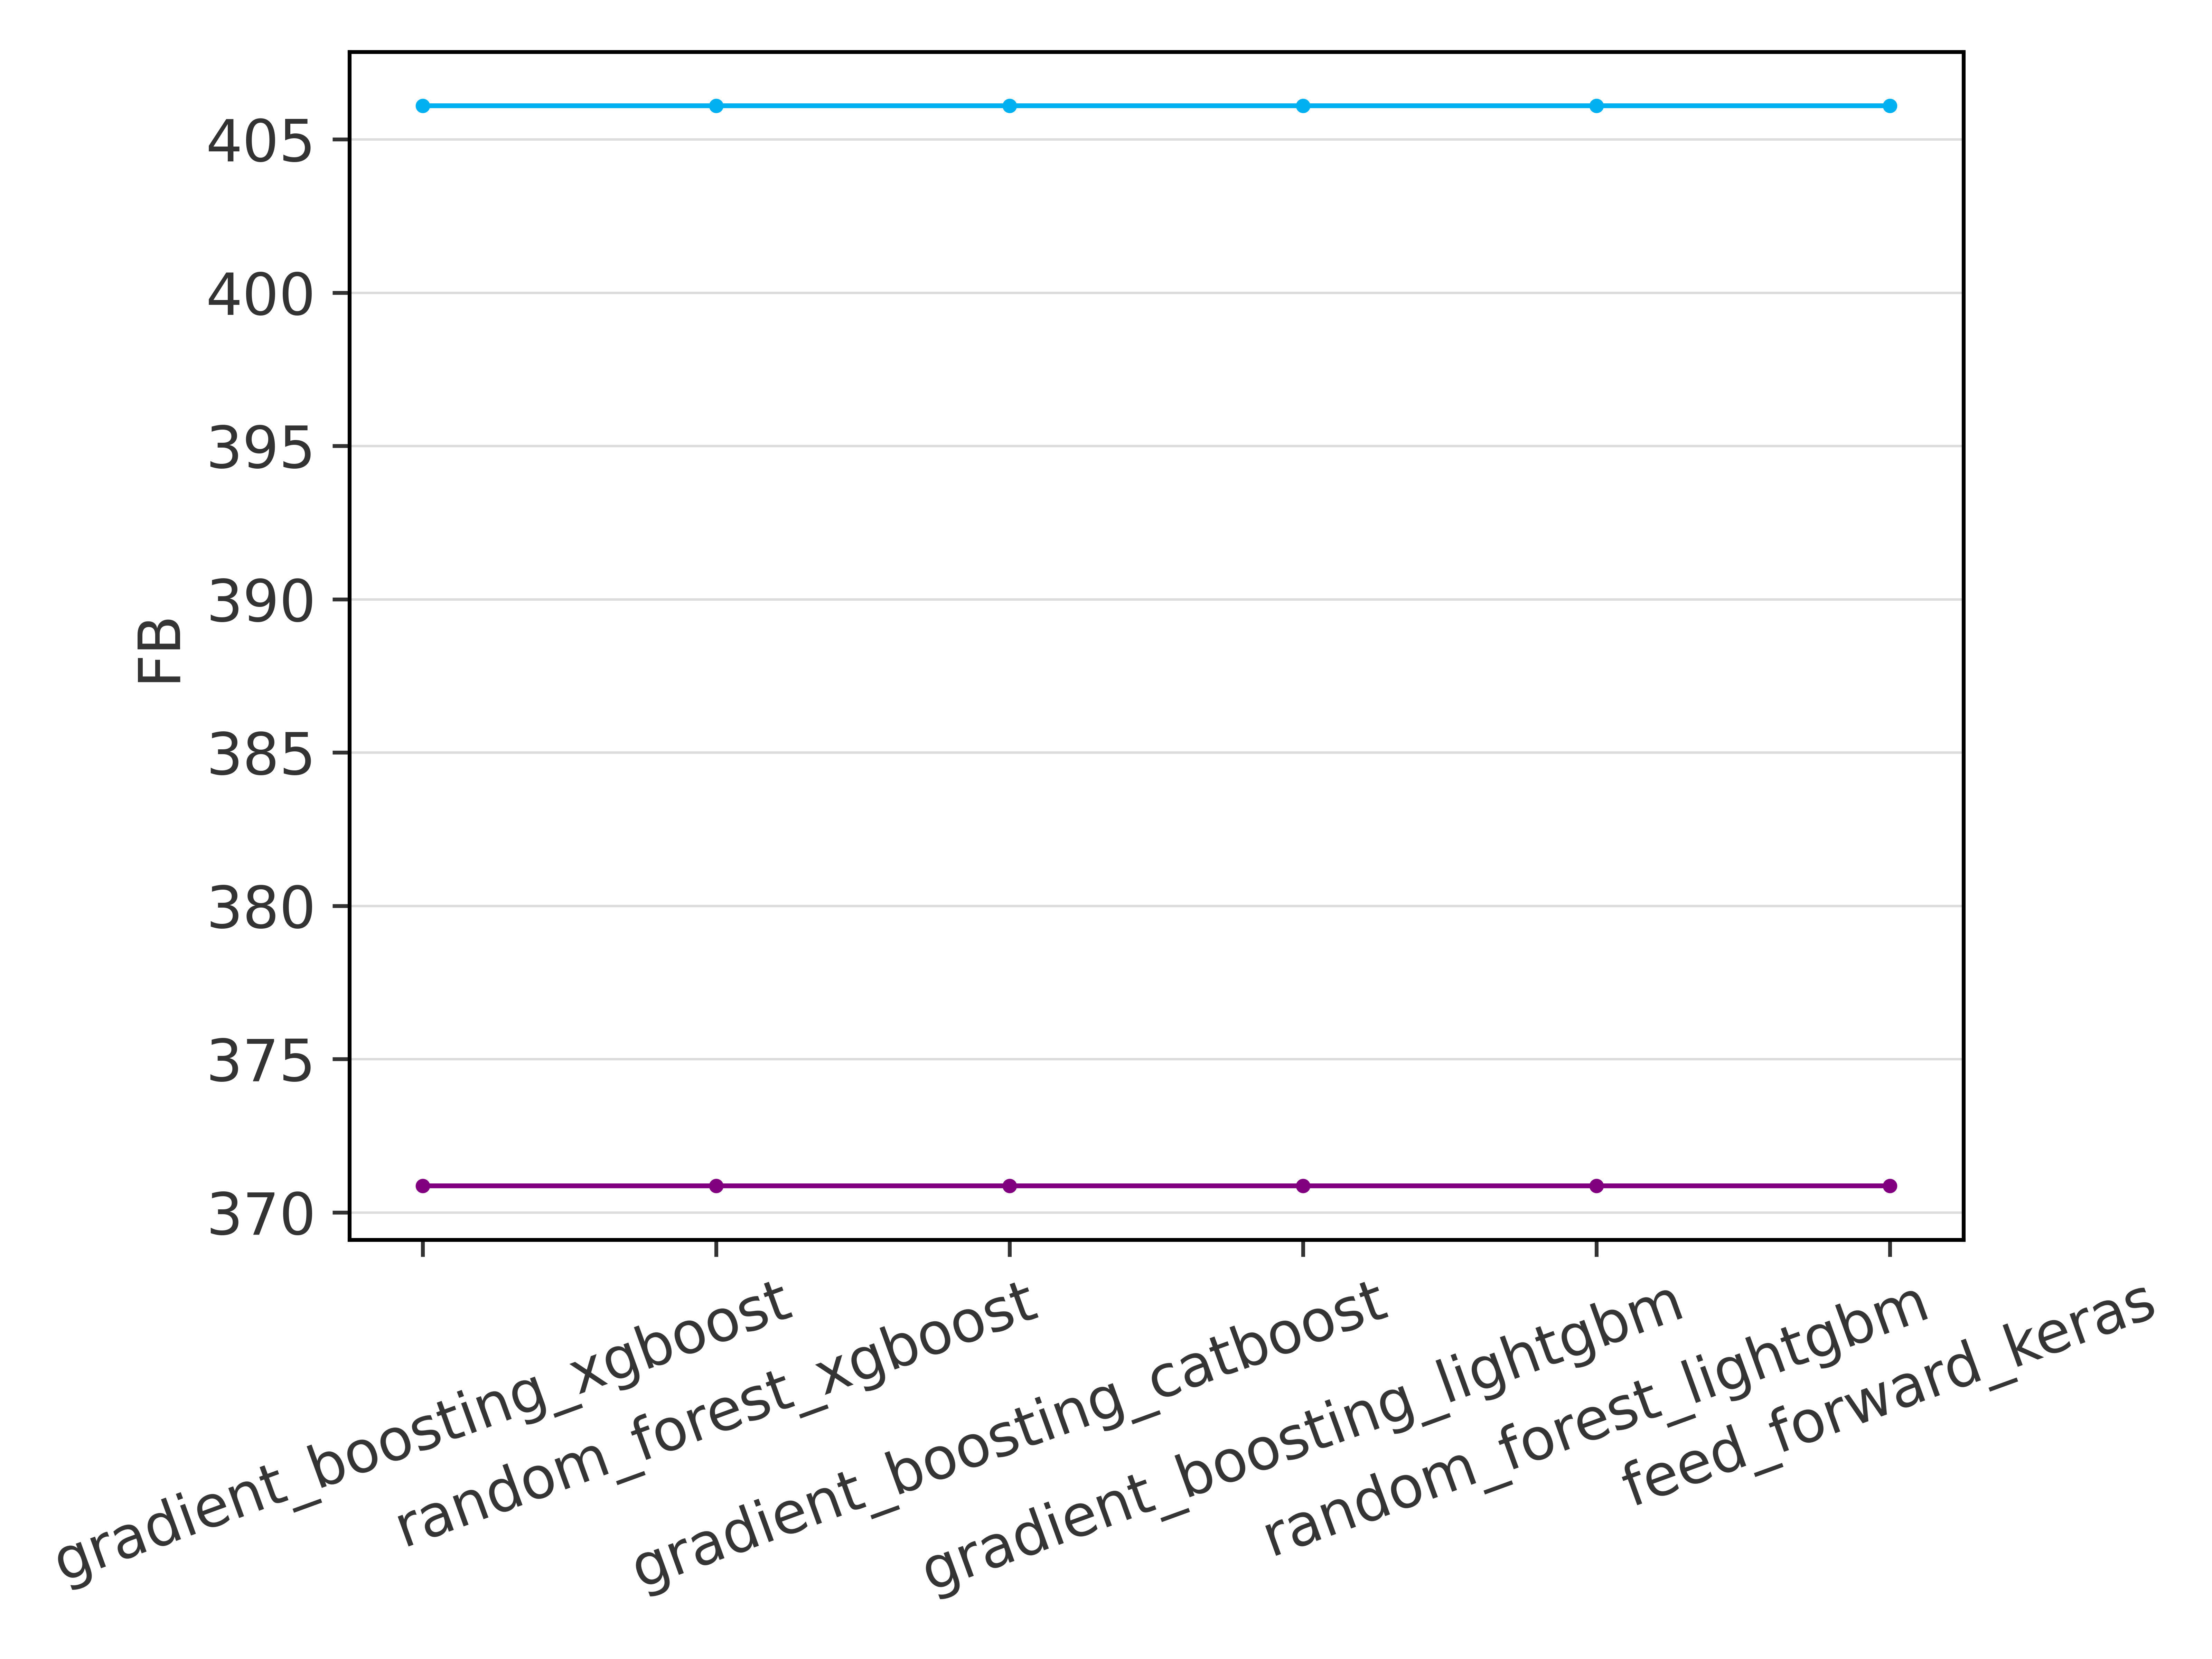 405
400
395
390
385
380
375
370
FB
gradient_boosting_xgboost
random_forest_xgboost
gradient_boosting_catboost
gradient_boosting_lightgbm
random_forest_lightgbm
feed_forward_keras